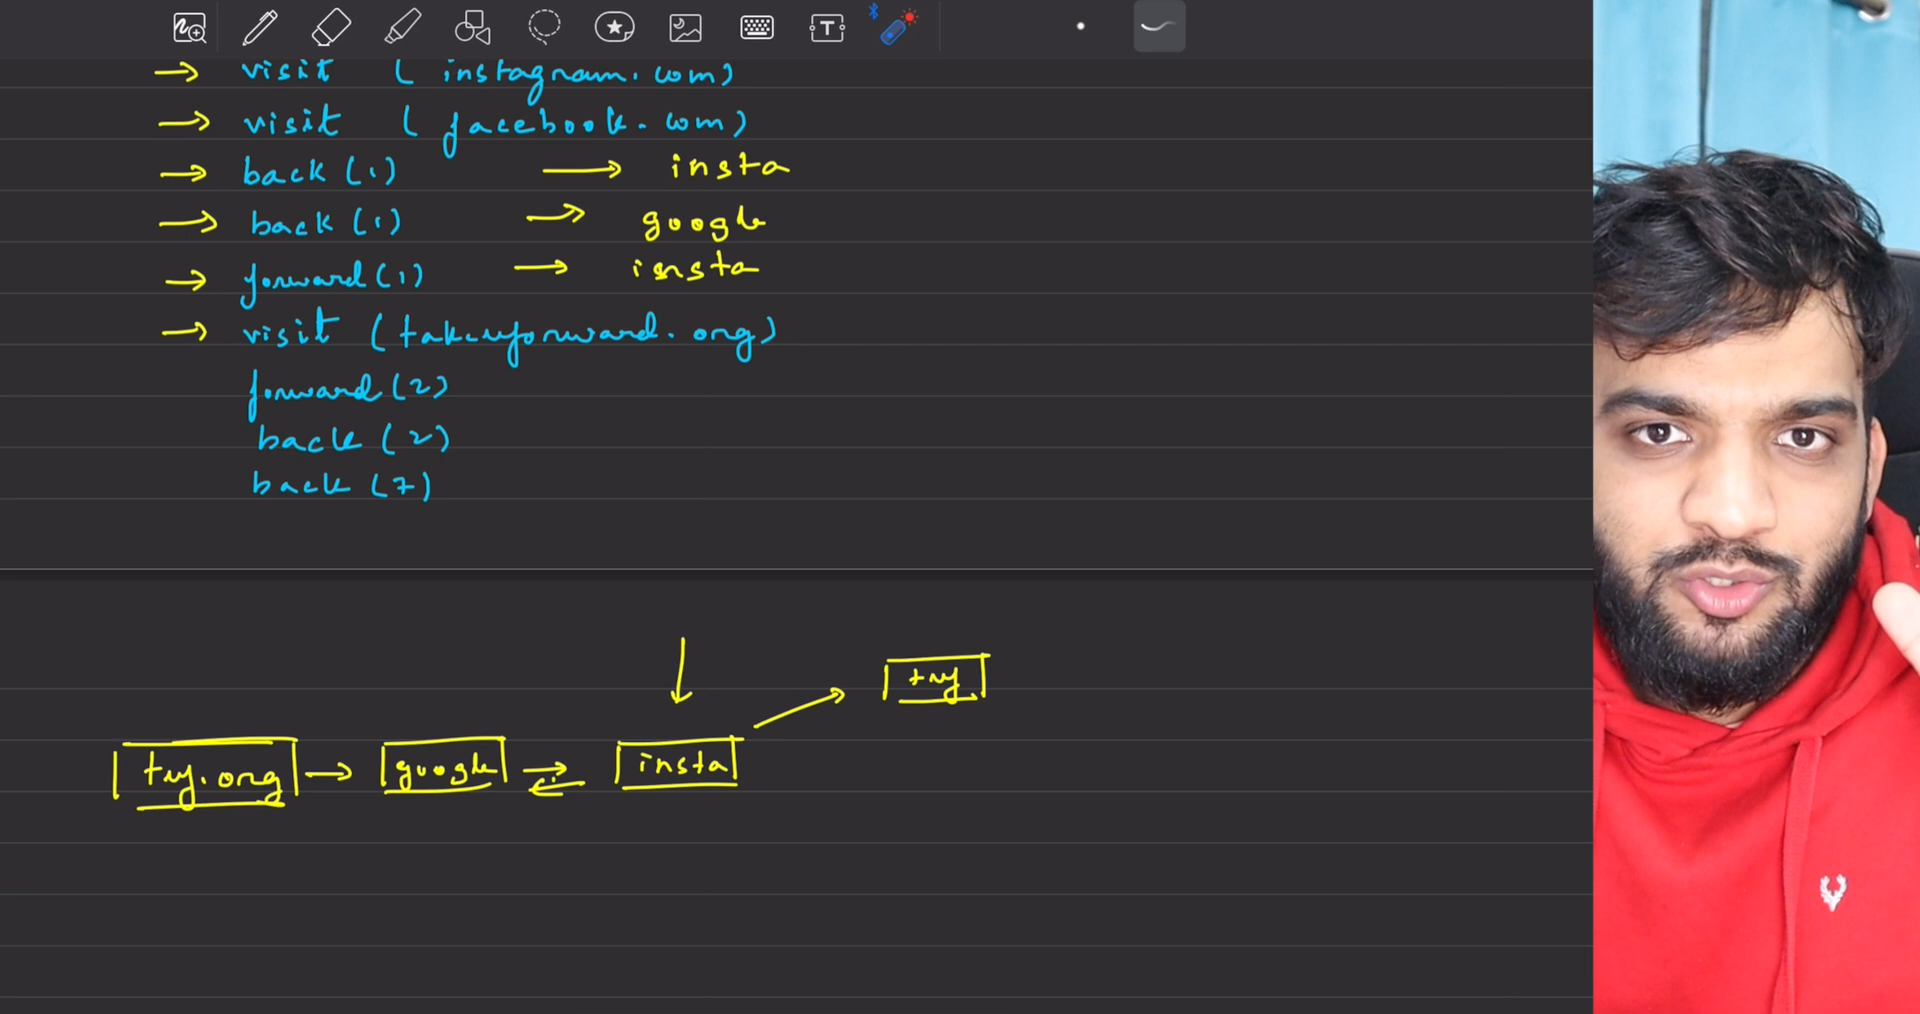 → visit ( instagram.com)
→ visit ( facebook.com)
→ back (1) → insta
→ back (1) → google
→ forward (1) → insta
→ visit (takeuforward.org)
forward (2)
back (2)
back (7)
tuf
tuf.org → google insta